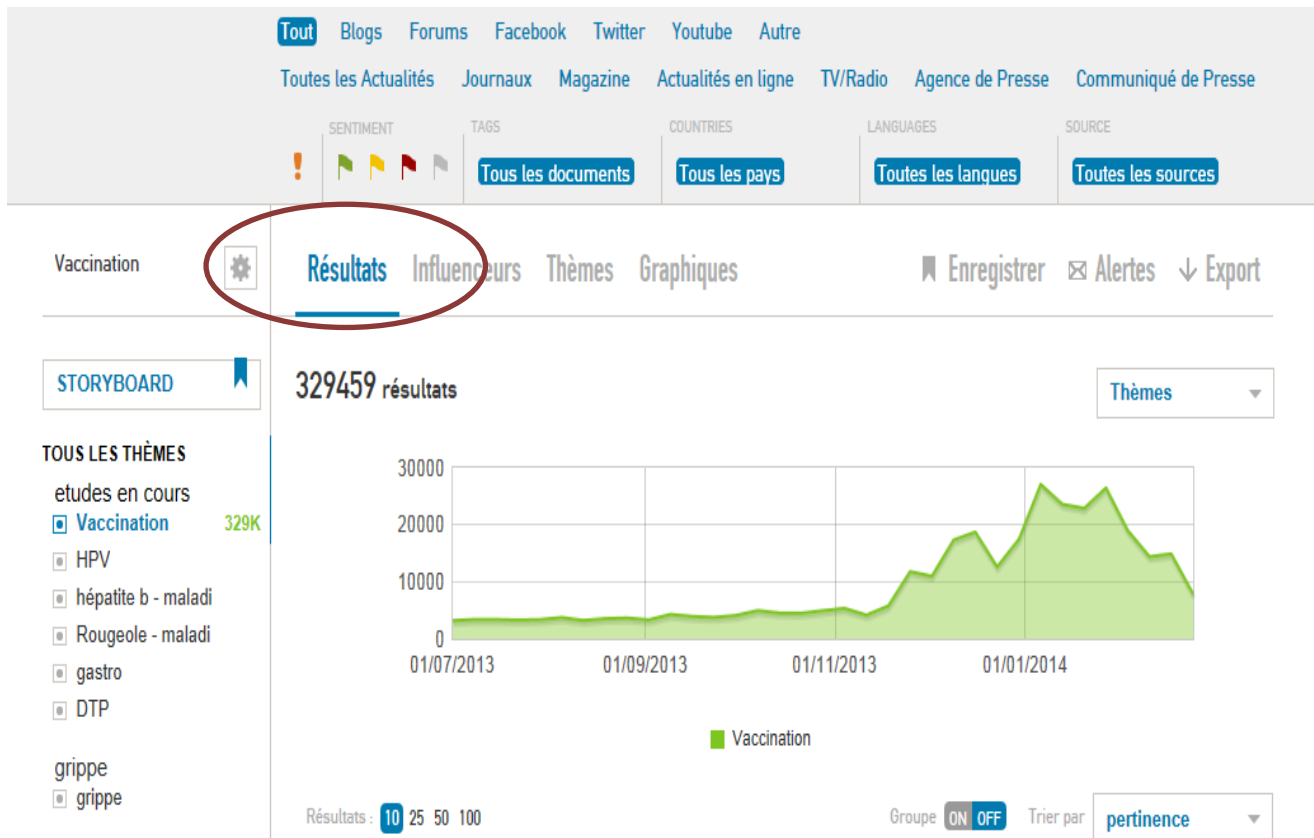 Tout Blogs Forums Facebook Twitter Youtube Autre
Toutes les Actualités Journaux Magazine Actualités en ligne TV/Radio Agence de Presse Communiqué de Presse
SENTIMENT TAGS COUNTRIES LANGUAGES SOURCE
Tous les documents Tous les pays Toutes les langues Toutes les sources
Vaccination Résultats Influenceurs Thèmes Graphiques Enregistrer Alertes Export
STORYBOARD
TOUS LES THÈMES
etudes en cours
Vaccination 329K
HPV
hépatite b - maladi
Rougeole - maladi
gastro
DTP
grippe
grippe
329459 résultats Thèmes
30000
20000
10000
0
01/07/2013 01/09/2013 01/11/2013 01/01/2014
Vaccination
Résultats : 10 25 50 100 Groupe ON OFF Trier par pertinence